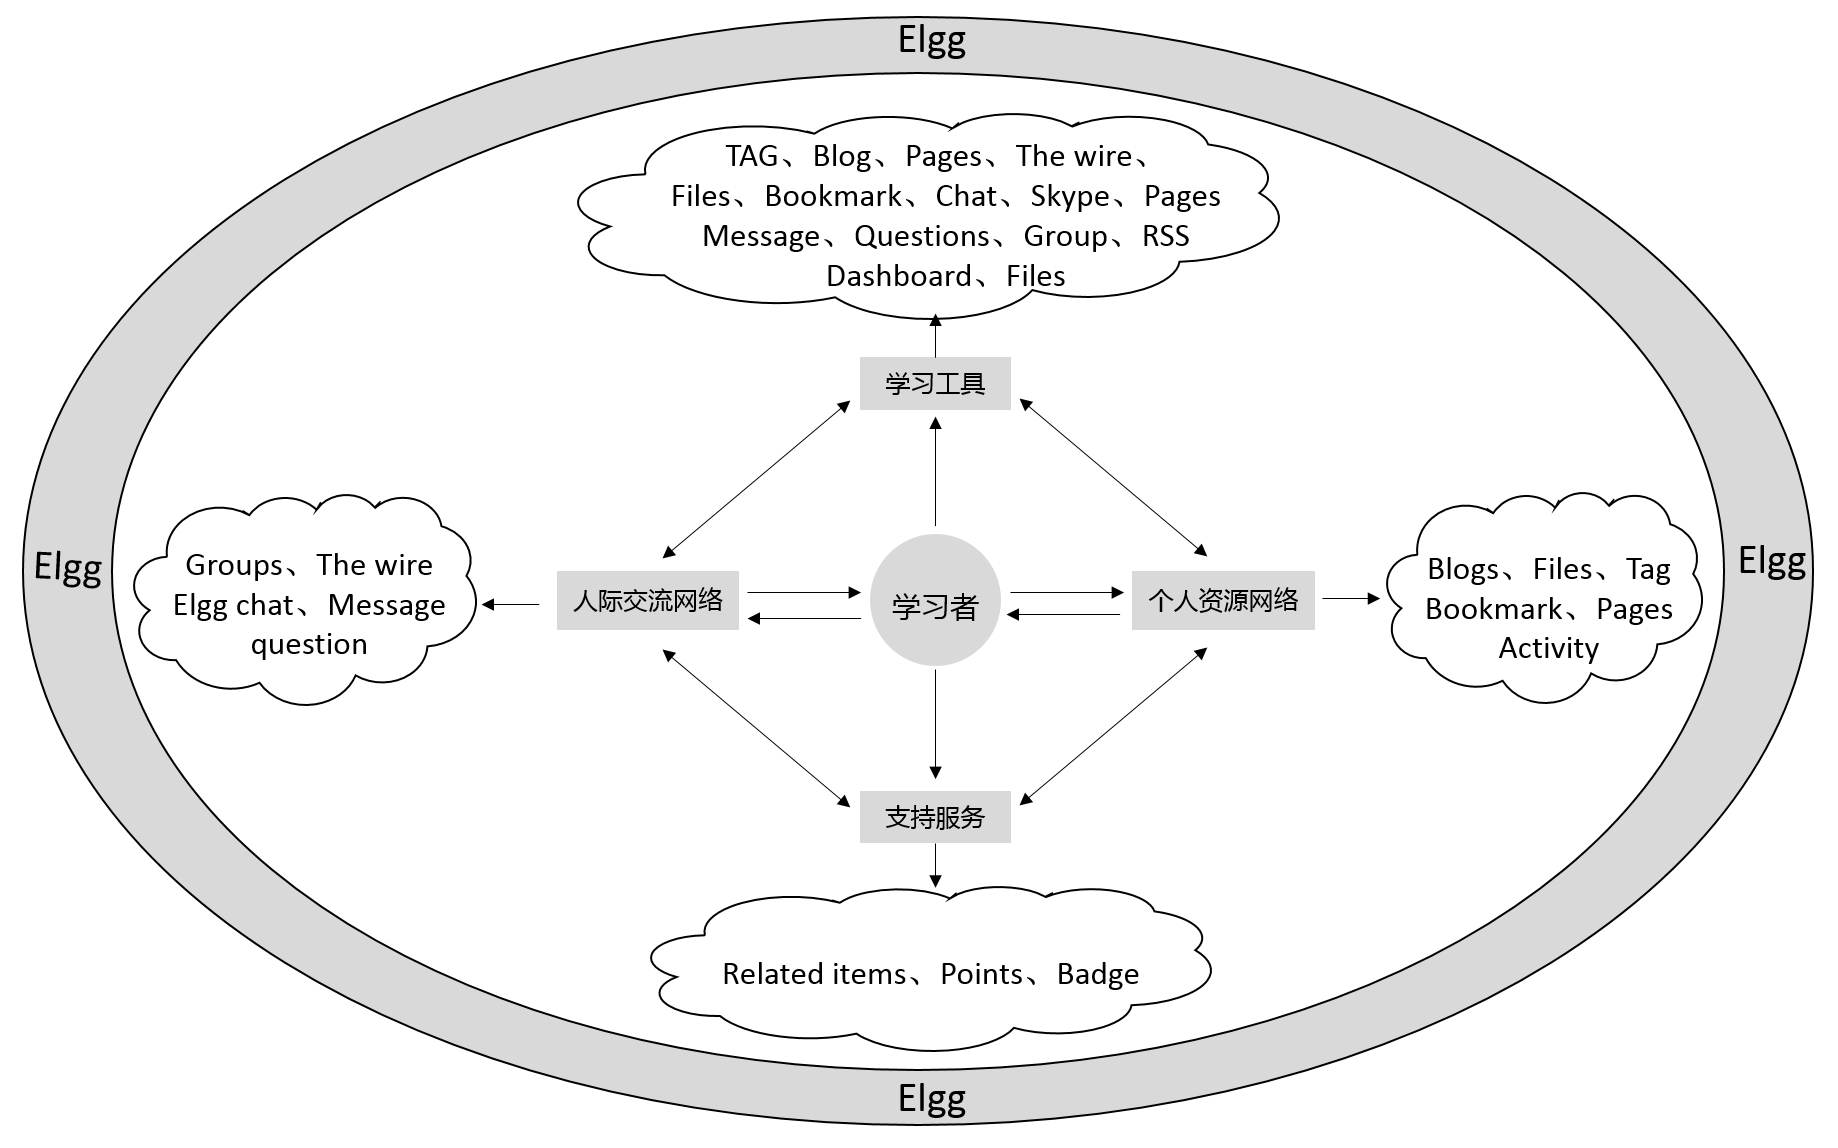 Elgg
TAG、Blog、Pages、The wire、
Files、Bookmark、Chat、Skype、Pages
Message、Questions、Group、RSS
Dashboard、Files
学习工具
Elgg
Groups、The wire
Elgg chat、Message
question
人际交流网络
学习者
个人资源网络
Blogs、Files、Tag
Bookmark、Pages
Activity
Elgg
支持服务
Related items、Points、Badge
Elgg